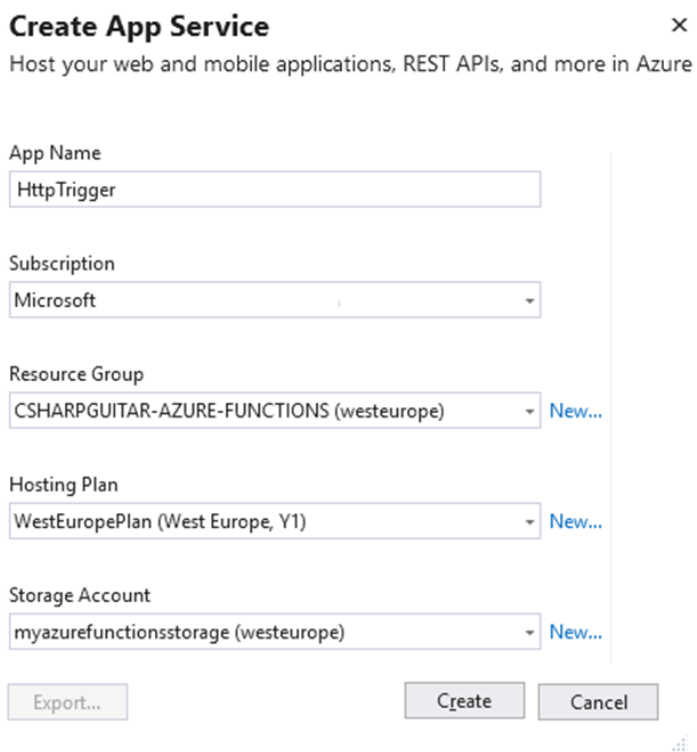 Create App Service
Host your web and mobile applications, REST APIs, and more in Azure
App Name
HttpTrigger
Subscription
Microsoft
Resource Group
CSHARPGUITAR-AZURE-FUNCTIONS (westeurope)
New...
Hosting Plan
WestEuropePlan (West Europe, Y1)
New...
Storage Account
myazurefunctionsstorage (westeurope)
New...
Export...
Create
Cancel